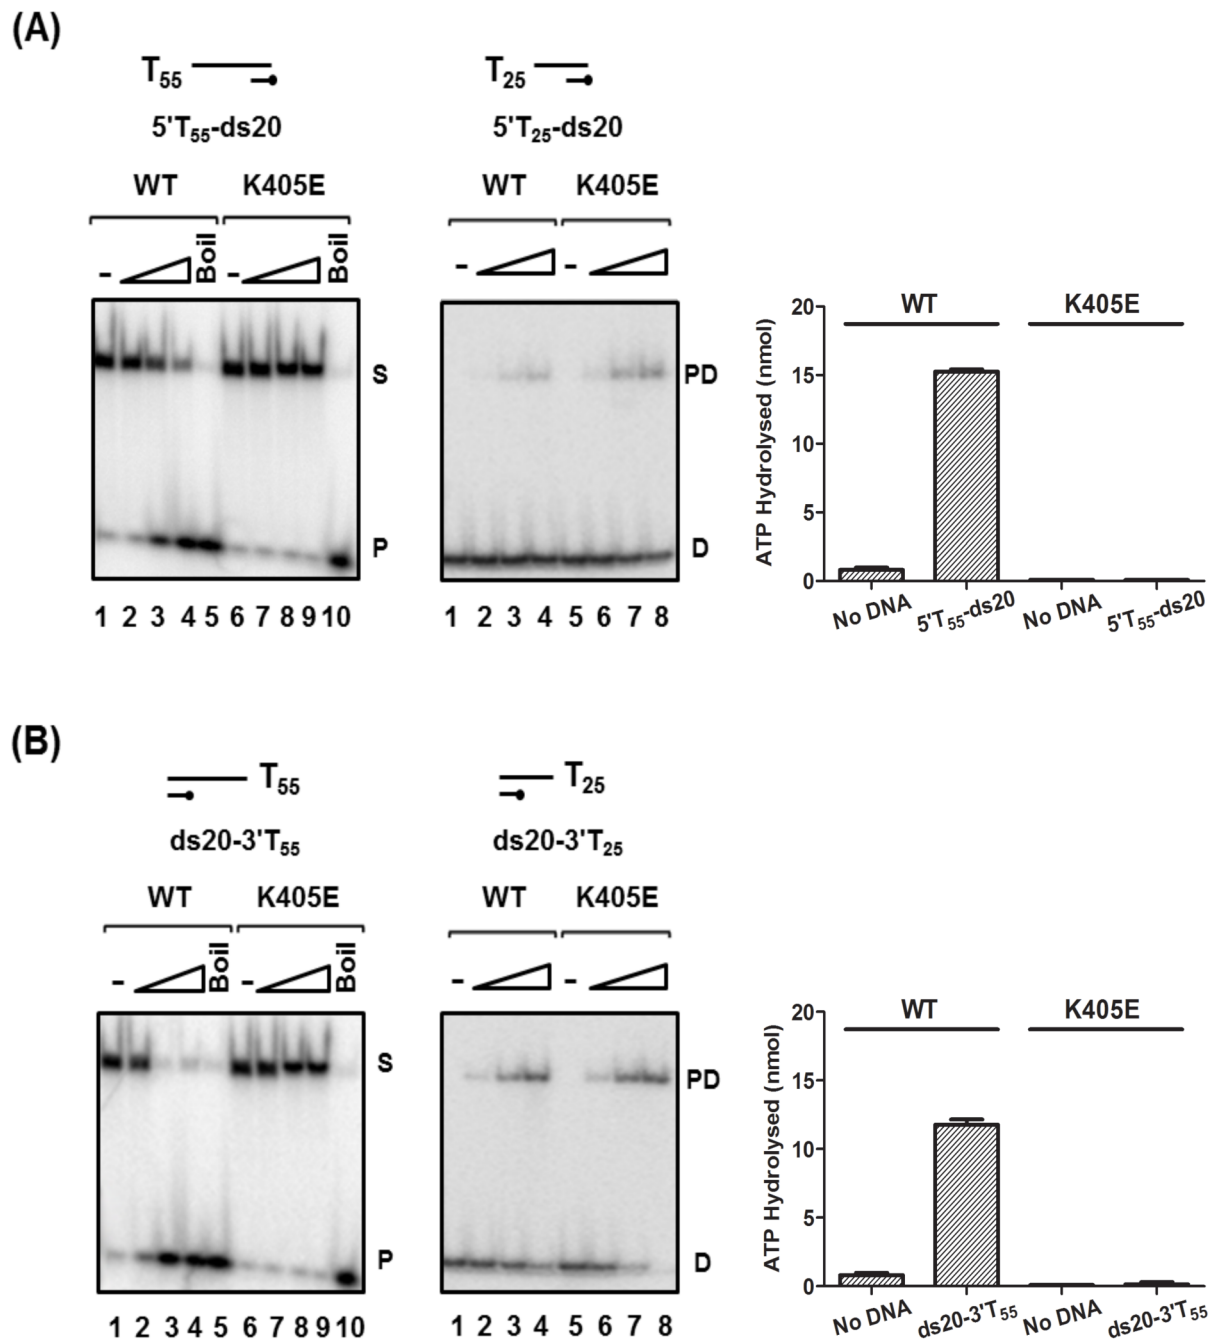 (A)
T₅₅
5'T₅₅-ds20
T₂₅
5'T₂₅-ds20
WT K405E
- Boil - Boil
S
P
1 2 3 4 5 6 7 8 9 10
WT K405E
- -
PD
D
1 2 3 4 5 6 7 8
WT K405E
ATP Hydrolysed (nmol)
20
15
10
5
0
No DNA 5'T₅₅-ds20 No DNA 5'T₅₅-ds20
(B)
T₅₅
ds20-3'T₅₅
T₂₅
ds20-3'T₂₅
WT K405E
- Boil - Boil
S
P
1 2 3 4 5 6 7 8 9 10
WT K405E
- -
PD
D
1 2 3 4 5 6 7 8
WT K405E
ATP Hydrolysed (nmol)
20
15
10
5
0
No DNA ds20-3'T₅₅ No DNA ds20-3'T₅₅